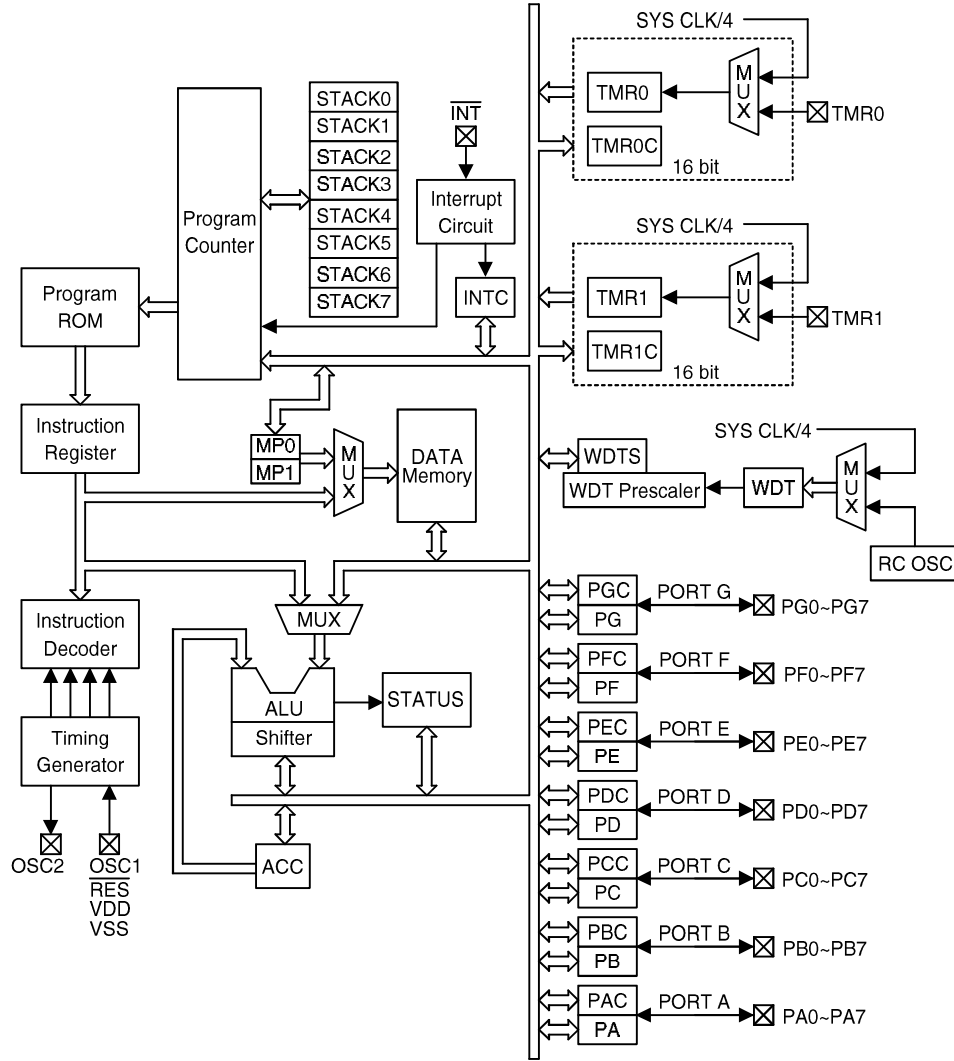 SYS CLK/4
TMR0
MUX
TMR0
TMR0C
16 bit
STACK0
STACK1
STACK2
STACK3
STACK4
STACK5
STACK6
STACK7
INT
Interrupt
Circuit
INTC
Program
Counter
Program
ROM
SYS CLK/4
TMR1
MUX
TMR1
TMR1C
16 bit
Instruction
Register
MP0
MP1
MUX
DATA
Memory
WDTS
WDT Prescaler
WDT
SYS CLK/4
MUX
RC OSC
Instruction
Decoder
MUX
ALU
Shifter
STATUS
Timing
Generator
OSC2
OSC1
RES
VDD
VSS
ACC
PGC
PG
PORT G
PG0~PG7
PFC
PF
PORT F
PF0~PF7
PEC
PE
PORT E
PE0~PE7
PDC
PD
PORT D
PD0~PD7
PCC
PC
PORT C
PC0~PC7
PBC
PB
PORT B
PB0~PB7
PAC
PA
PORT A
PA0~PA7